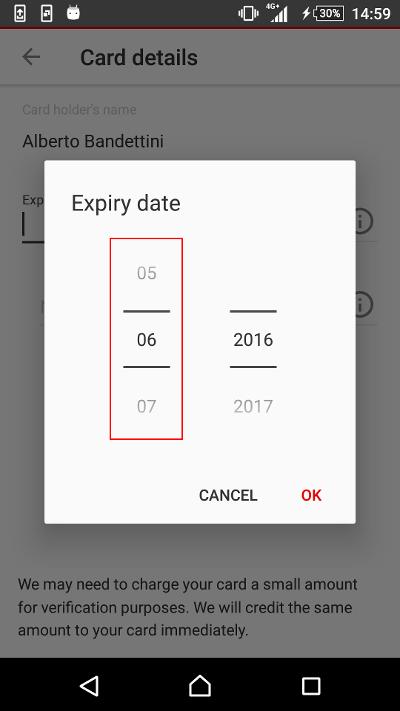 4G+ 30% 14:59
Card details
Card holder's name
Alberto Bandettini
Exp
Expiry date
05
06 2016
07 2017
CANCEL OK
We may need to charge your card a small amount
for verification purposes. We will credit the same
amount to your card immediately.